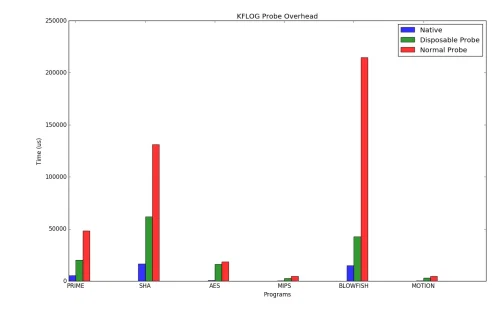 KFLOG Probe Overhead
Native
Disposable Probe
Normal Probe
250000
200000
150000
100000
50000
0
Time (us)
PRIME SHA AES MIPS BLOWFISH MOTION
Programs